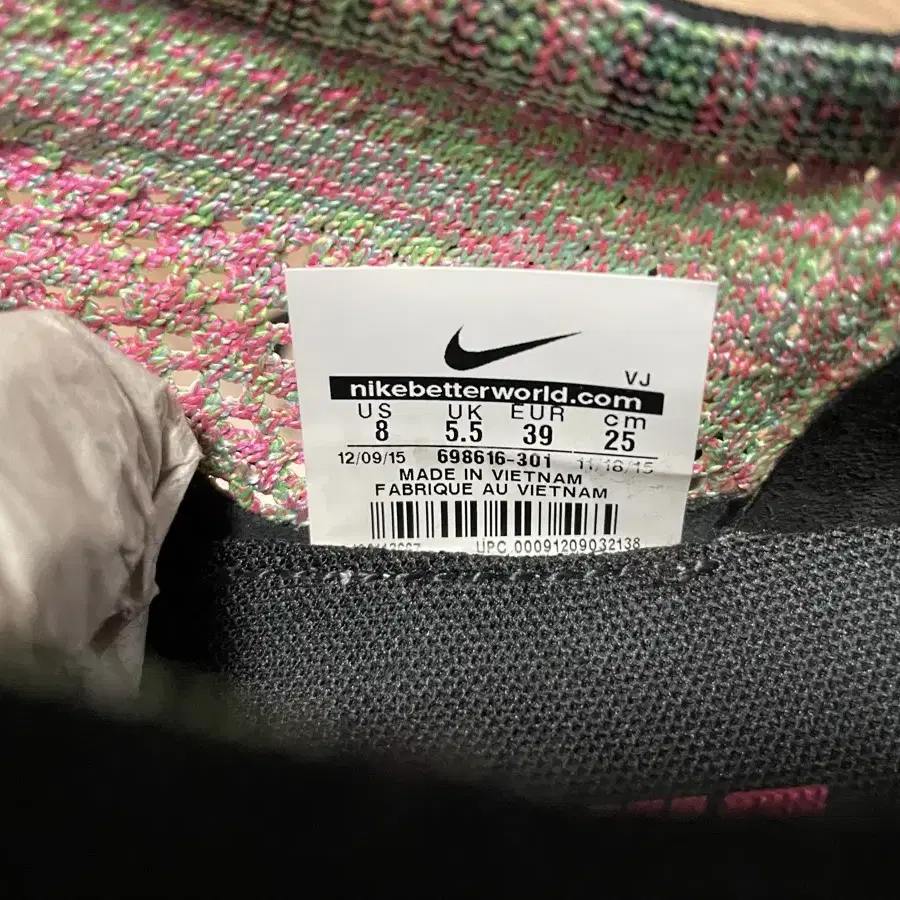 VJ
nikebetterworld.com
US UK EUR cm
8 5.5 39 25
12/09/15 698616-301 11/18/15
MADE IN VIETNAM
FABRIQUE AU VIETNAM
UPC 00091209032138